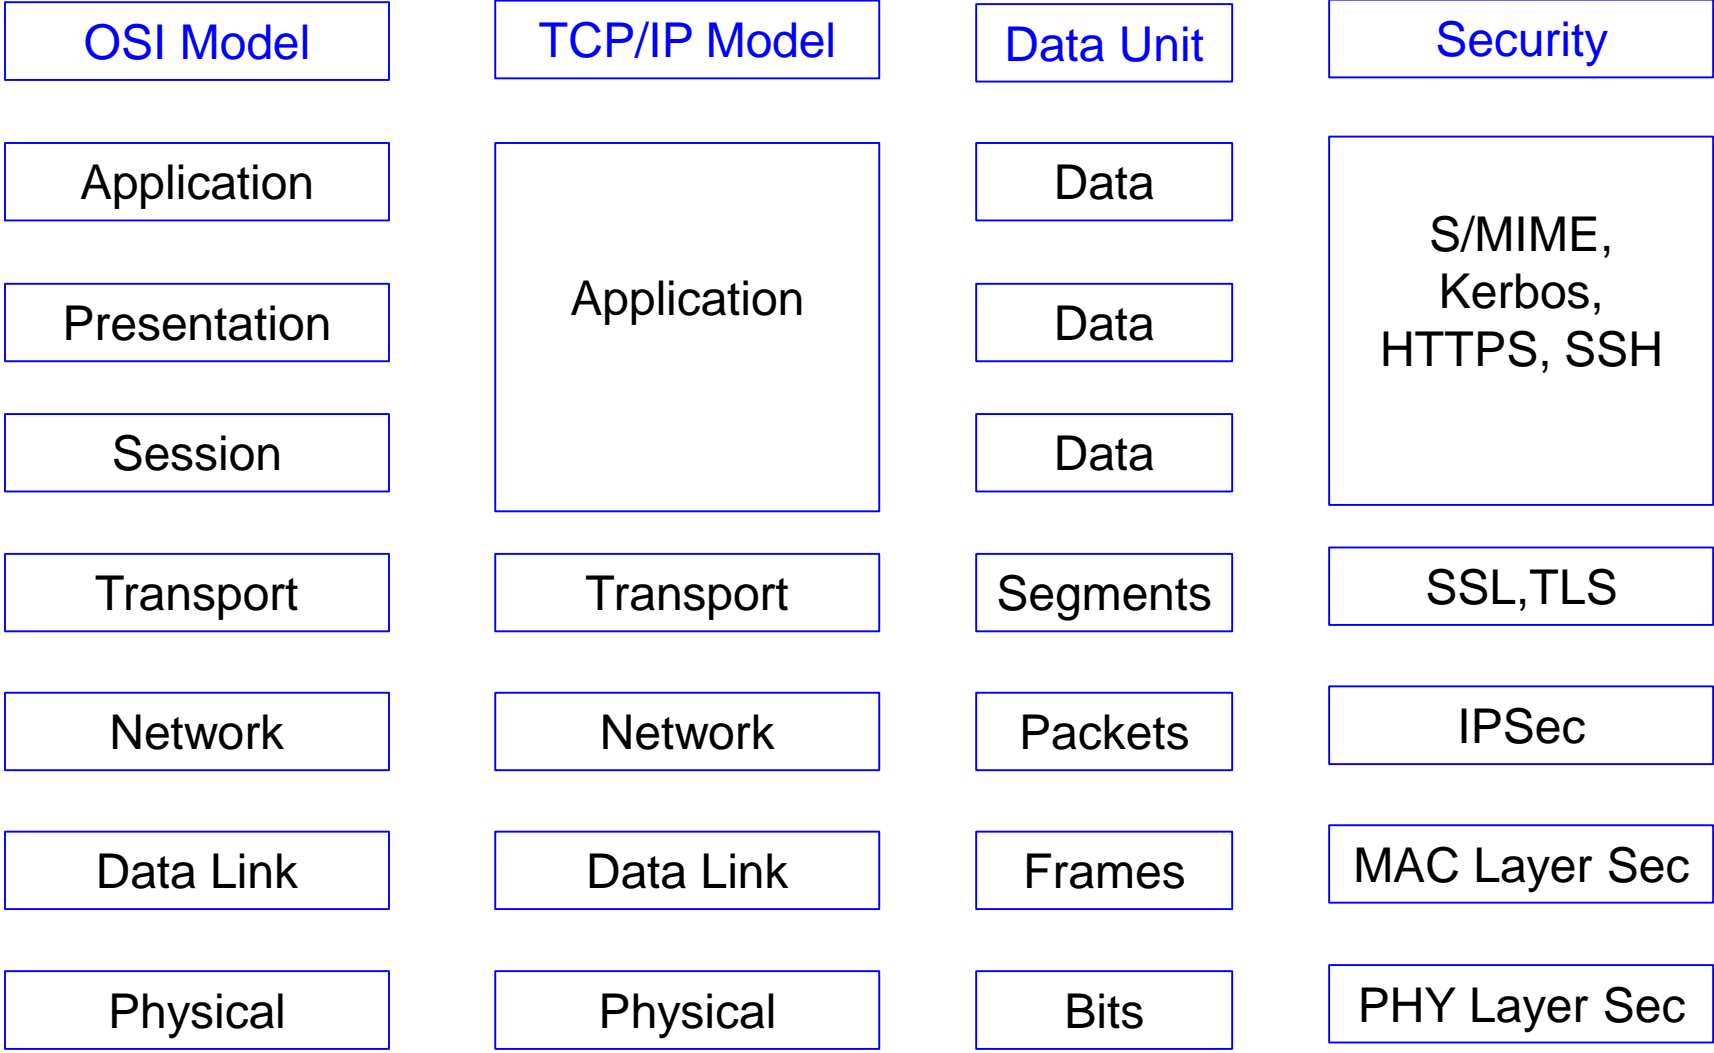 OSI Model
TCP/IP Model
Data Unit
Security
Application
Application
Data
S/MIME,
Kerbos,
HTTPS, SSH
Presentation
Data
Session
Data
Transport
Transport
Segments
SSL,TLS
Network
Network
Packets
IPSec
Data Link
Data Link
Frames
MAC Layer Sec
Physical
Physical
Bits
PHY Layer Sec